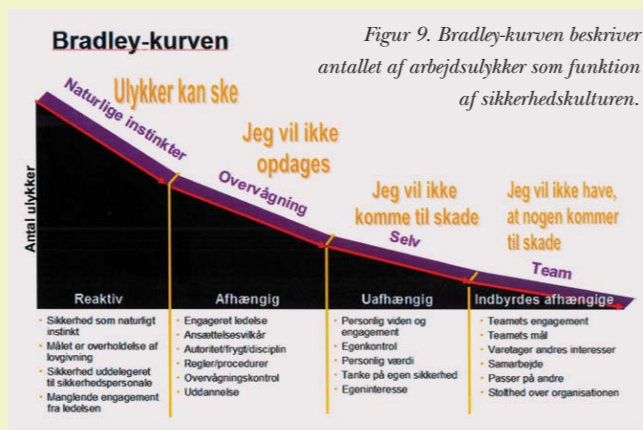 Bradley-kurven
Figur 9. Bradley-kurven beskriver
antallet af arbejdsulykker som funktion
af sikkerhedskulturen.
Antal ulykker
Naturlige instinkter
Ulykker kan ske
Overvågning
Jeg vil ikke
opdages
Selv
Jeg vil ikke
komme til skade
Team
Jeg vil ikke have,
at nogen kommer
til skade
Reaktiv
• Sikkerhed som naturligt
instinkt
• Målet er overholdelse af
lovgivning
• Sikkerhed uddelegeret
til sikkerhedspersonale
• Manglende engagement
fra ledelsen
Afhængig
• Engageret ledelse
• Ansættelsesvilkår
• Autoritet/frygt/disciplin
• Regler/procedurer
• Overvågningskontrol
• Uddannelse
Uafhængig
• Personlig viden og
engagement
• Egenkontrol
• Personlig værdi
• Tanke på egen sikkerhed
• Egeninteresse
Indbyrdes afhængige
• Teamets engagement
• Teamets mål
• Varetager andres interesser
• Samarbejde
• Passer på andre
• Stolthed over organisationen